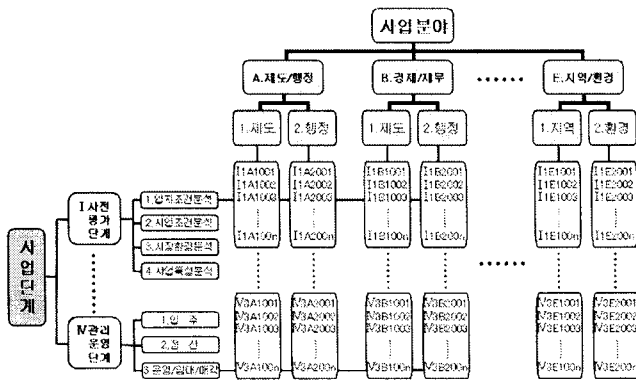 사업분야
A.제도/행정
B.경제/재무
E.지역/환경
1.제도
2.행정
1.제도
2.행정
1.지역
2.환경
I1A1001
I1A1002
I1A1003
I1A100n
I1A2001
I1A2002
I1A2003
I1A200n
I1B1001
I1B1002
I1B1003
I1B100n
I1B2001
I1B2002
I1B2003
I1B200n
I1E1001
I1E1002
I1E1003
I1E100n
I1E2001
I1E2002
I1E2003
I1E200n
사업단계
I 사전
평가
단계
1.입지조건분석
2.사업조건분석
3.시장환경분석
4.사업특성분석
Ⅳ관리
운영
단계
1.입 주
2.정 산
3.운영/임대/매각
Ⅳ3A1001
Ⅳ3A1002
Ⅳ3A1003
Ⅳ3A100n
Ⅳ3A2001
Ⅳ3A2002
Ⅳ3A2003
Ⅳ3A200n
Ⅳ3B1001
Ⅳ3B1002
Ⅳ3B1003
Ⅳ3B100n
Ⅳ3B2001
Ⅳ3B2002
Ⅳ3B2003
Ⅳ3B200n
Ⅳ3E1001
Ⅳ3E1002
Ⅳ3E1003
Ⅳ3E100n
Ⅳ3E2001
Ⅳ3E2002
Ⅳ3E2003
Ⅳ3E200n